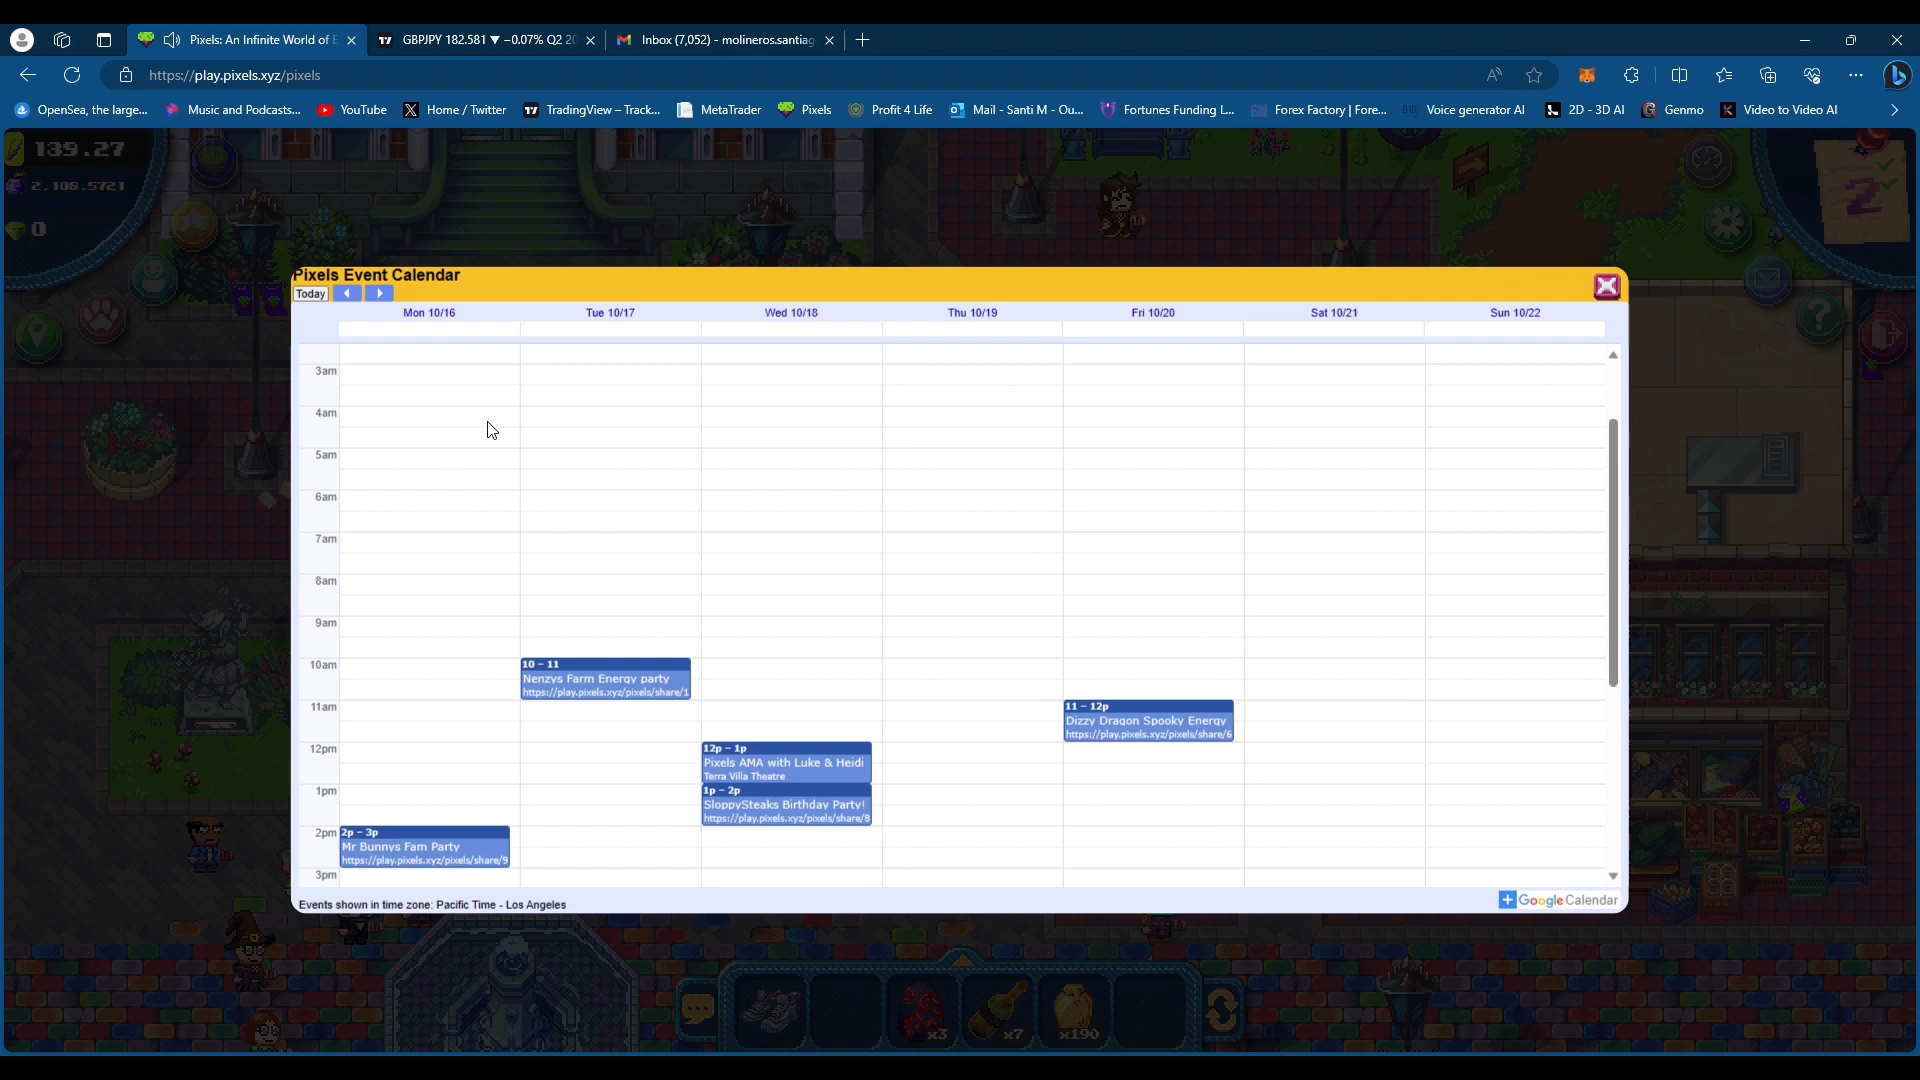 Pixels: An Infinite World of E
GBPJPY 182.581 ▼ −0.07% Q2 20
Inbox (7,052) - molineros.santiag
https://play.pixels.xyz/pixels
OpenSea, the large...
Music and Podcasts...
YouTube
Home / Twitter
TradingView – Track...
MetaTrader
Pixels
Profit 4 Life
Mail - Santi M - Ou...
Fortunes Funding L...
Forex Factory | Fore...
Voice generator AI
2D - 3D AI
Genmo
Video to Video AI
139.27
2,108.5721
0
Pixels Event Calendar
Today
Mon 10/16
Tue 10/17
Wed 10/18
Thu 10/19
Fri 10/20
Sat 10/21
Sun 10/22
3am
4am
5am
6am
7am
8am
9am
10am
10 – 11
Nenzys Farm Energy party
https://play.pixels.xyz/pixels/share/1
11am
11 – 12p
Dizzy Dragon Spooky Energy
https://play.pixels.xyz/pixels/share/6
12pm
12p – 1p
Pixels AMA with Luke & Heidi
Terra Villa Theatre
1pm
1p – 2p
SloppySteaks Birthday Party!
https://play.pixels.xyz/pixels/share/8
2pm
2p – 3p
Mr Bunnys Fam Party
https://play.pixels.xyz/pixels/share/9
3pm
Events shown in time zone: Pacific Time - Los Angeles
Google Calendar
x3
x7
x190